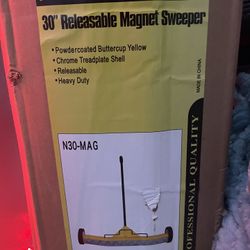 30" Releasable Magnet Sweeper
• Powdercoated Buttercup Yellow
• Chrome Treadplate Shell
• Releasable
• Heavy Duty
MADE IN CHINA
N30-MAG
PROFESSIONAL QUALITY